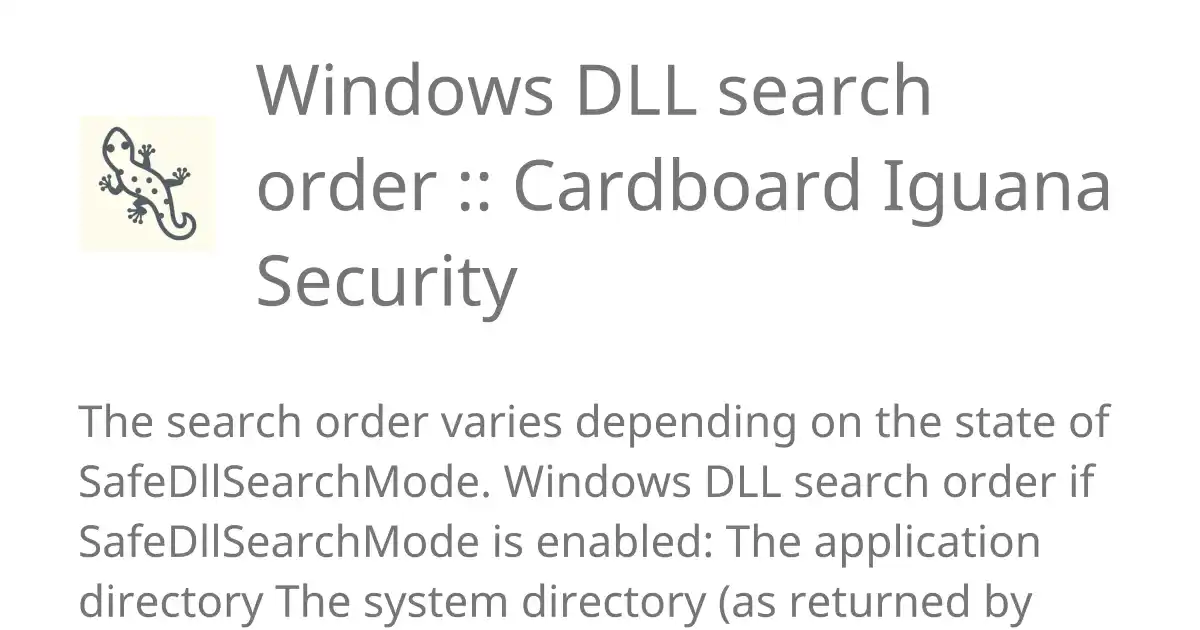 Windows DLL search
order :: Cardboard Iguana
Security
The search order varies depending on the state of
SafeDllSearchMode. Windows DLL search order if
SafeDllSearchMode is enabled: The application
directory The system directory (as returned by